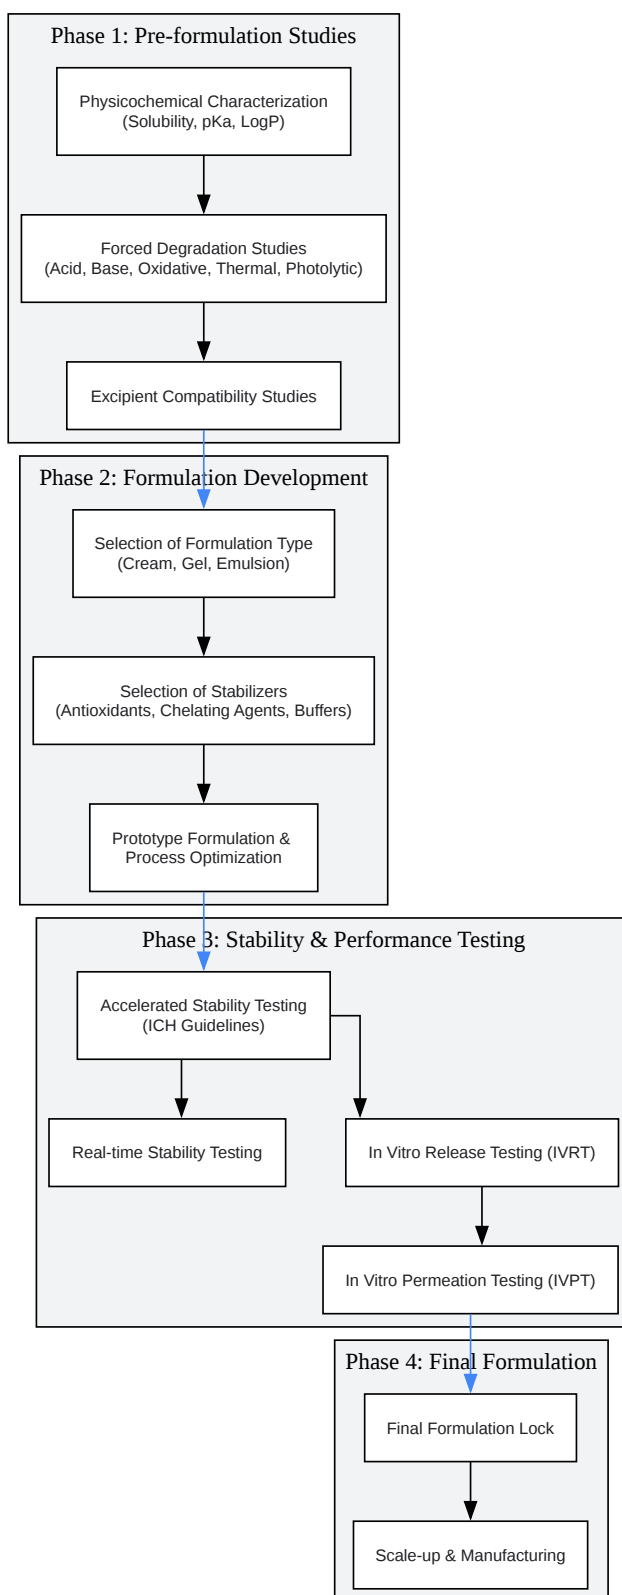 Phase 1: Pre-formulation Studies
Physicochemical Characterization
(Solubility, pKa, LogP)
Forced Degradation Studies
(Acid, Base, Oxidative, Thermal, Photolytic)
Excipient Compatibility Studies
Phase 2: Formulation Development
Selection of Formulation Type
(Cream, Gel, Emulsion)
Selection of Stabilizers
(Antioxidants, Chelating Agents, Buffers)
Prototype Formulation &
Process Optimization
Phase 3: Stability & Performance Testing
Accelerated Stability Testing
(ICH Guidelines)
Real-time Stability Testing
In Vitro Release Testing (IVRT)
In Vitro Permeation Testing (IVPT)
Phase 4: Final Formulation
Final Formulation Lock
Scale-up & Manufacturing